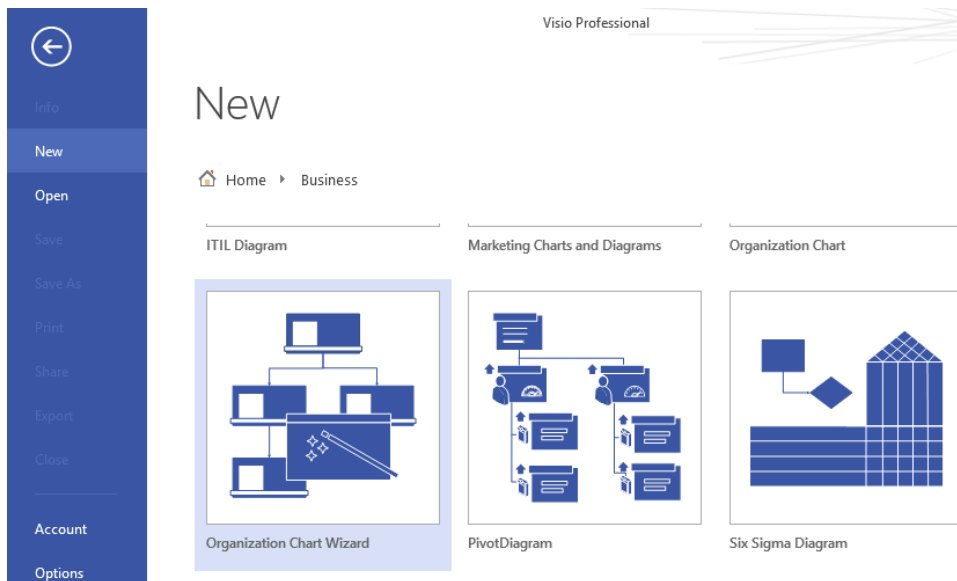 Visio Professional
Info
New
New
Open
Home Business
Save
ITIL Diagram Marketing Charts and Diagrams Organization Chart
Save As
Print
Share
Export
Close
Organization Chart Wizard PivotDiagram Six Sigma Diagram
Account
Options